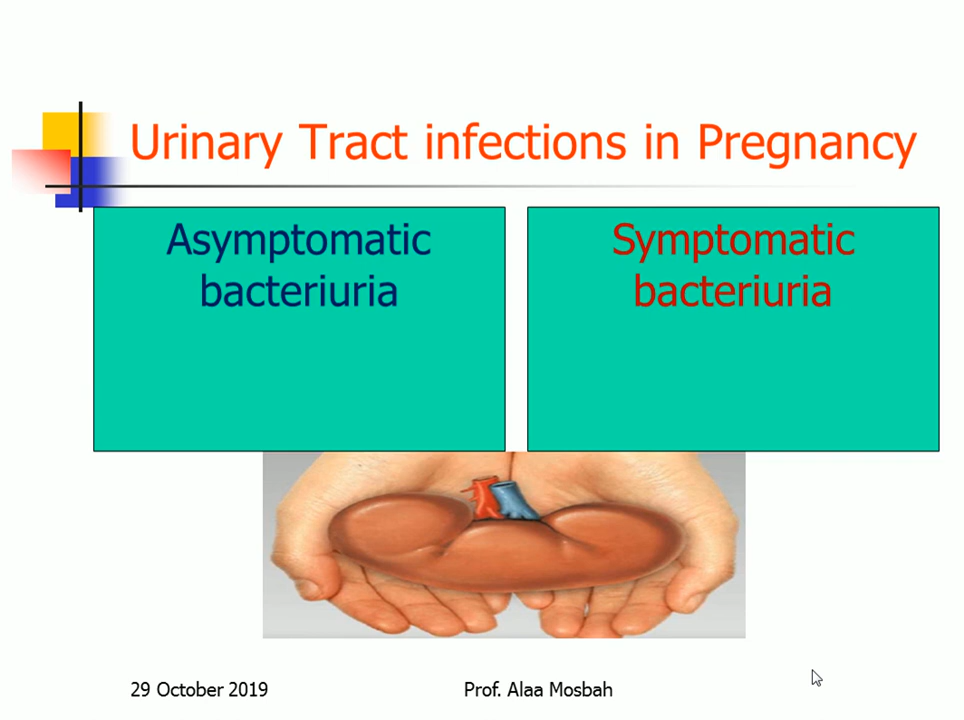 Urinary Tract infections in Pregnancy
Asymptomatic
bacteriuria
Symptomatic
bacteriuria
29 October 2019
Prof. Alaa Mosbah